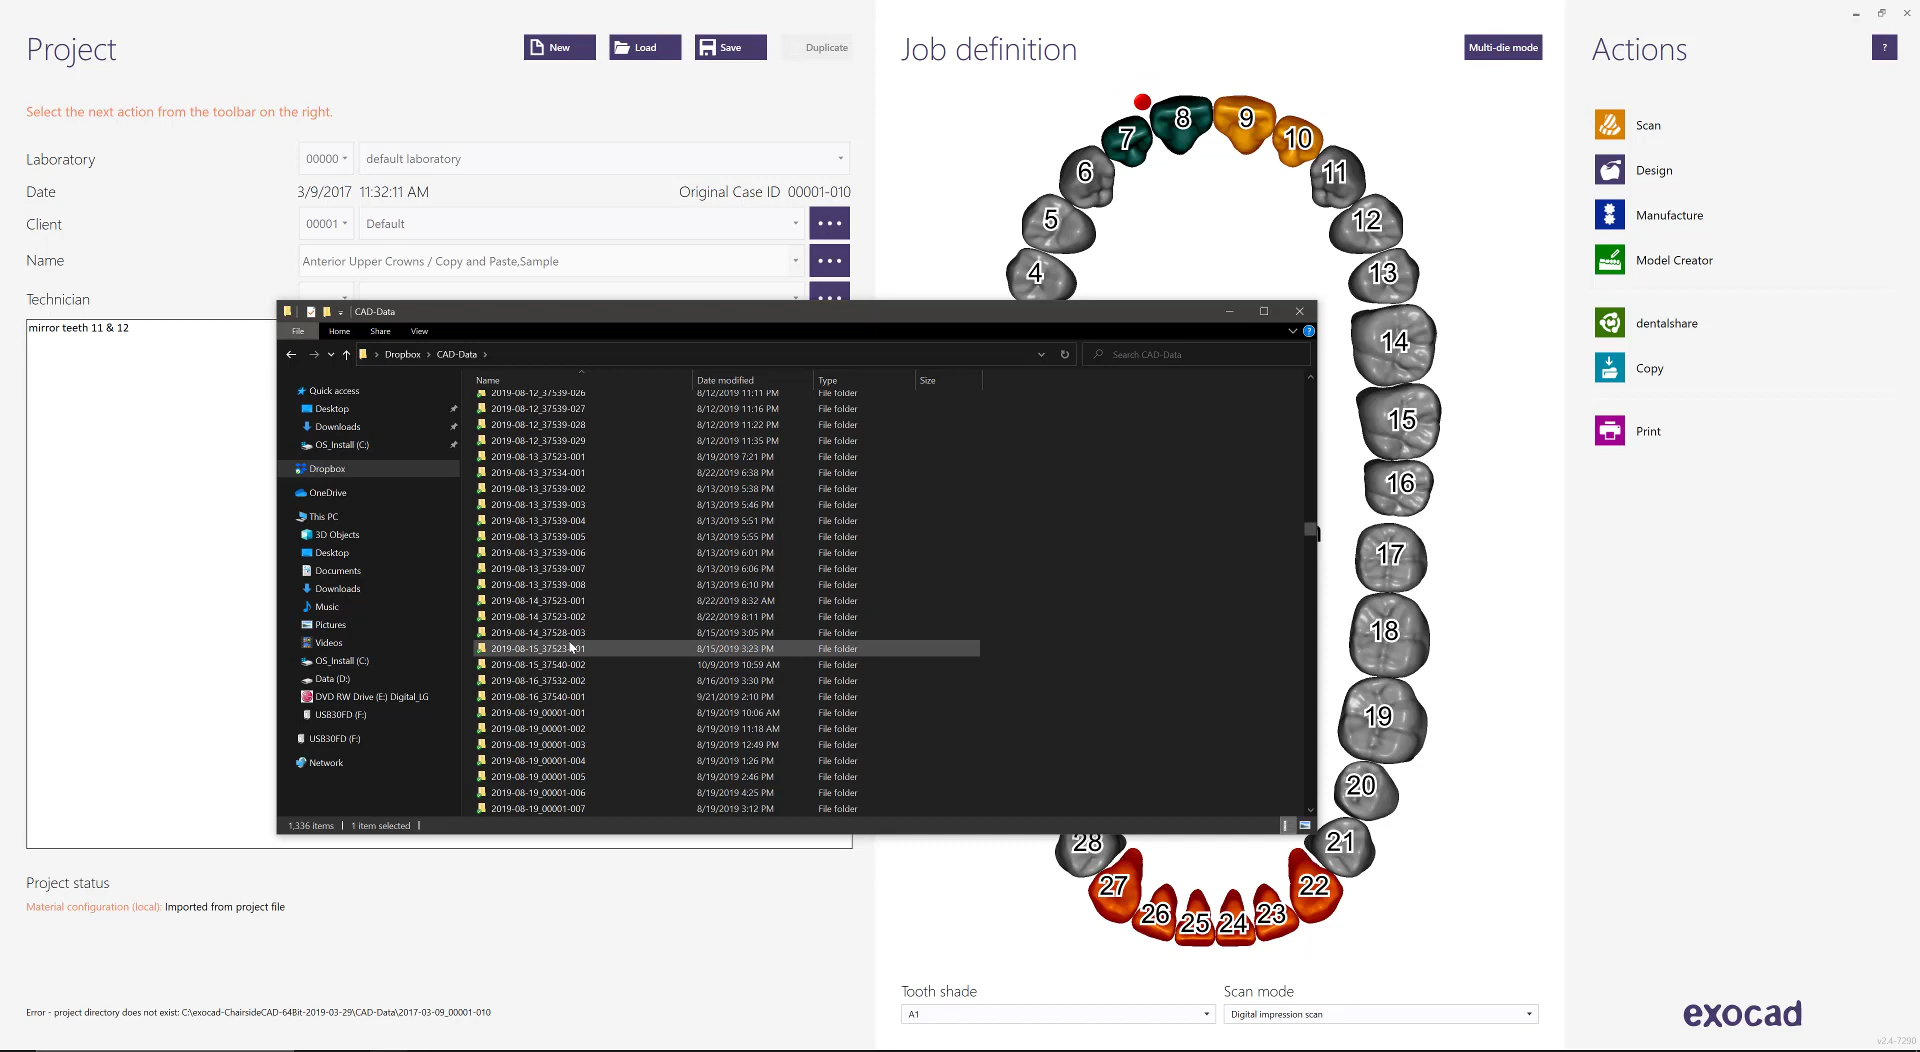 Project
New
Load
Save
Duplicate
Select the next action from the toolbar on the right.
Laboratory
00000
default laboratory
Date
3/9/2017 11:32:11 AM
Original Case ID 00001-010
Client
00001
Default
Name
Anterior Upper Crowns / Copy and Paste,Sample
Technician
mirror teeth 11 & 12
Project status
Material configuration (local): Imported from project file
Error - project directory does not exist: C:\exocad-ChairsideCAD-64Bit-2019-03-29\CAD-Data\2017-03-09_00001-010
CAD-Data
File Home Share View
Dropbox CAD-Data
Search CAD-Data
Quick access
Desktop
Downloads
OS_Install (C:)
Dropbox
OneDrive
This PC
3D Objects
Desktop
Documents
Downloads
Music
Pictures
Videos
OS_Install (C:)
Data (D:)
DVD RW Drive (E:) Digital_LG
USB30FD (F:)
USB30FD (F:)
Network
Name Date modified Type Size
2019-08-12_37539-026 8/12/2019 11:11 PM File folder
2019-08-12_37539-027 8/12/2019 11:16 PM File folder
2019-08-12_37539-028 8/12/2019 11:22 PM File folder
2019-08-12_37539-029 8/12/2019 11:35 PM File folder
2019-08-13_37523-001 8/19/2019 7:21 PM File folder
2019-08-13_37534-001 8/22/2019 6:38 PM File folder
2019-08-13_37539-002 8/13/2019 5:38 PM File folder
2019-08-13_37539-003 8/13/2019 5:46 PM File folder
2019-08-13_37539-004 8/13/2019 5:51 PM File folder
2019-08-13_37539-005 8/13/2019 5:55 PM File folder
2019-08-13_37539-006 8/13/2019 6:01 PM File folder
2019-08-13_37539-007 8/13/2019 6:06 PM File folder
2019-08-13_37539-008 8/13/2019 6:10 PM File folder
2019-08-14_37523-001 8/22/2019 8:32 AM File folder
2019-08-14_37523-002 8/22/2019 8:11 PM File folder
2019-08-14_37528-003 8/15/2019 3:05 PM File folder
8/15/2019 3:23 PM File folder
2019-08-15_37540-002 10/9/2019 10:59 AM File folder
2019-08-16_37532-002 8/16/2019 3:30 PM File folder
2019-08-16_37540-001 9/21/2019 2:10 PM File folder
2019-08-19_00001-001 8/19/2019 10:06 AM File folder
2019-08-19_00001-002 8/19/2019 11:18 AM File folder
2019-08-19_00001-003 8/19/2019 12:49 PM File folder
2019-08-19_00001-004 8/19/2019 1:26 PM File folder
2019-08-19_00001-005 8/19/2019 2:46 PM File folder
2019-08-19_00001-006 8/19/2019 4:25 PM File folder
2019-08-19_00001-007 8/19/2019 3:12 PM File folder
1,336 items 1 item selected
Job definition
Multi-die mode
7 8 9 10
6 11
5 12
4 13
14
15
16
17
18
19
20
28 21
27 22
26 25 24 23
Tooth shade
A1
Scan mode
Digital impression scan
Actions
?
Scan
Design
Manufacture
Model Creator
dentalshare
Copy
Print
exocad
v2.4-7290